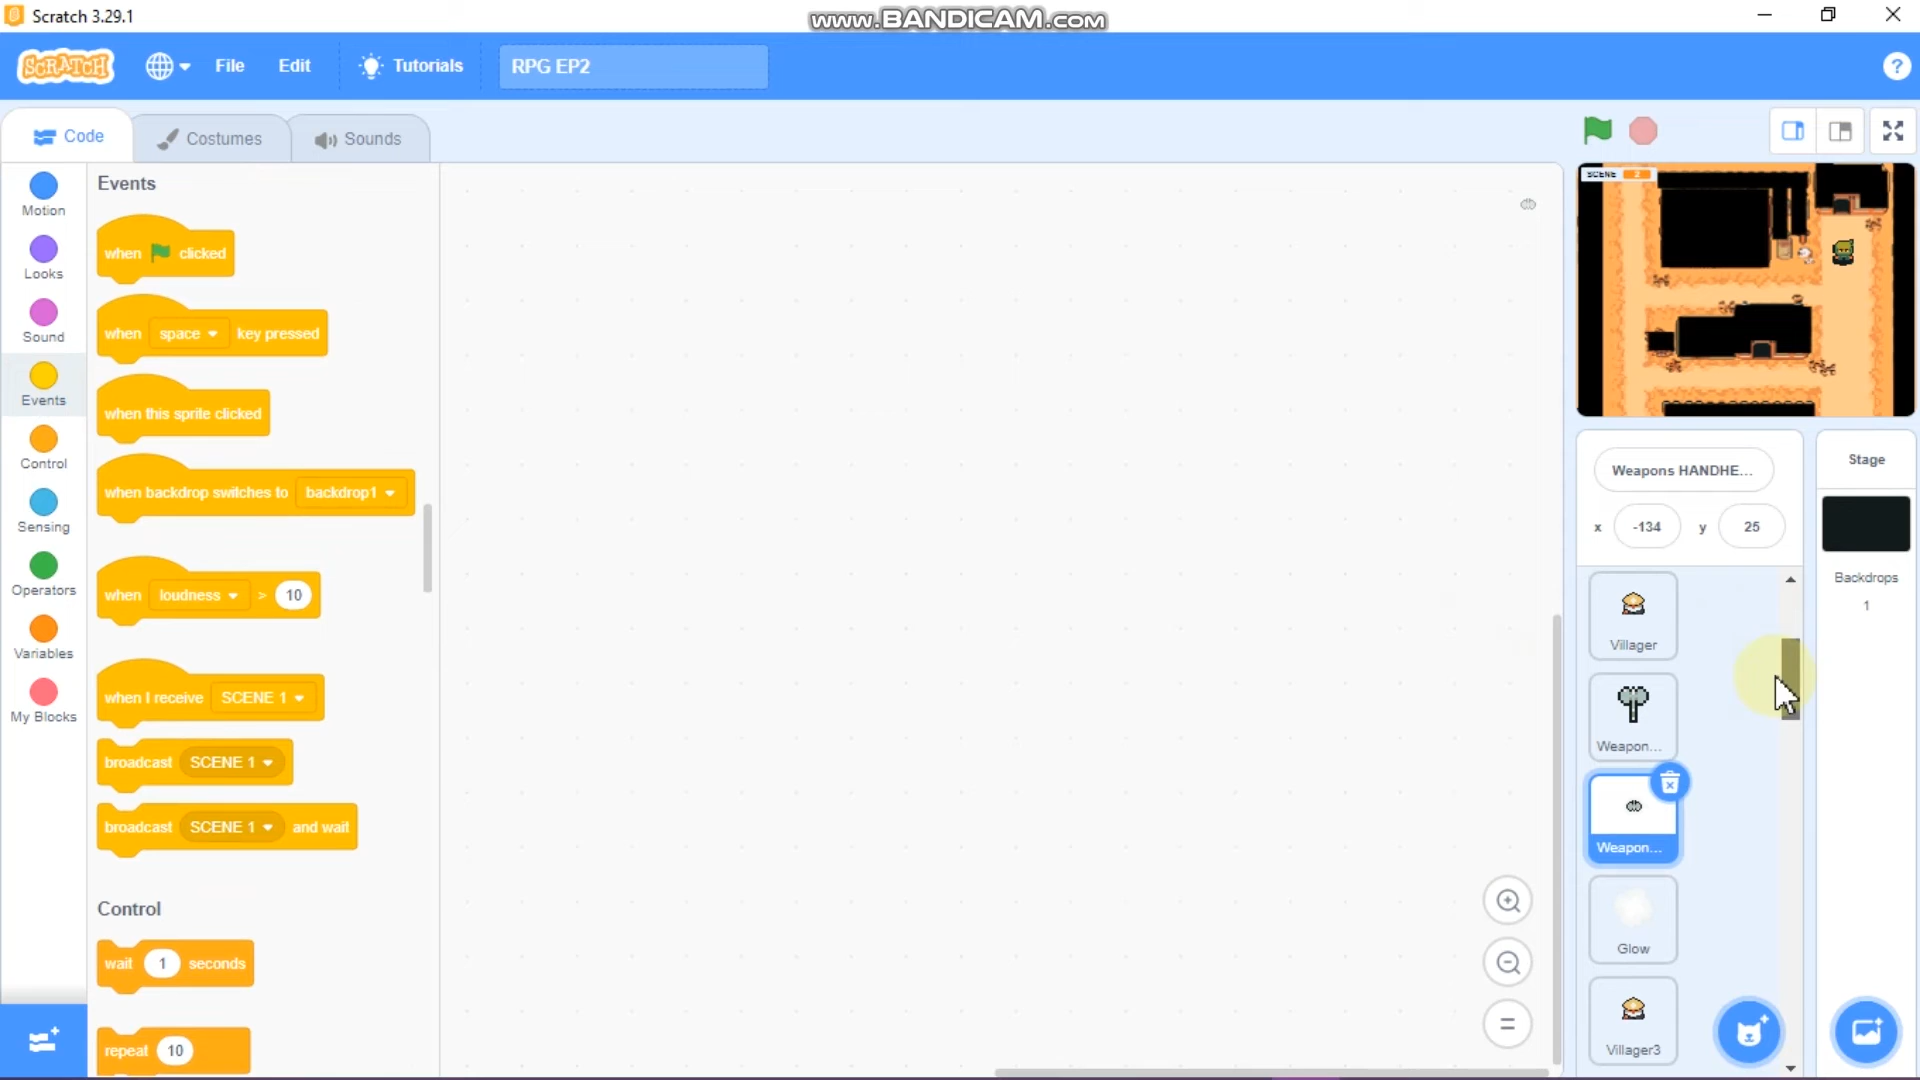 Scratch 3.29.1
www.BANDICAM.com
SCRATCH
File
Edit
Tutorials
RPG EP2
?
Code
Costumes
Sounds
Motion
Looks
Sound
Events
Control
Sensing
Operators
Variables
My Blocks
Events
when clicked
when space key pressed
when this sprite clicked
when backdrop switches to backdrop1
when loudness > 10
when I receive SCENE 1
broadcast SCENE 1
broadcast SCENE 1 and wait
Control
wait 1 seconds
repeat 10
SCENE 2
Weapons HANDHE...
x -134 y 25
Villager
Weapon...
Weapon...
Glow
Villager3
Stage
Backdrops
1